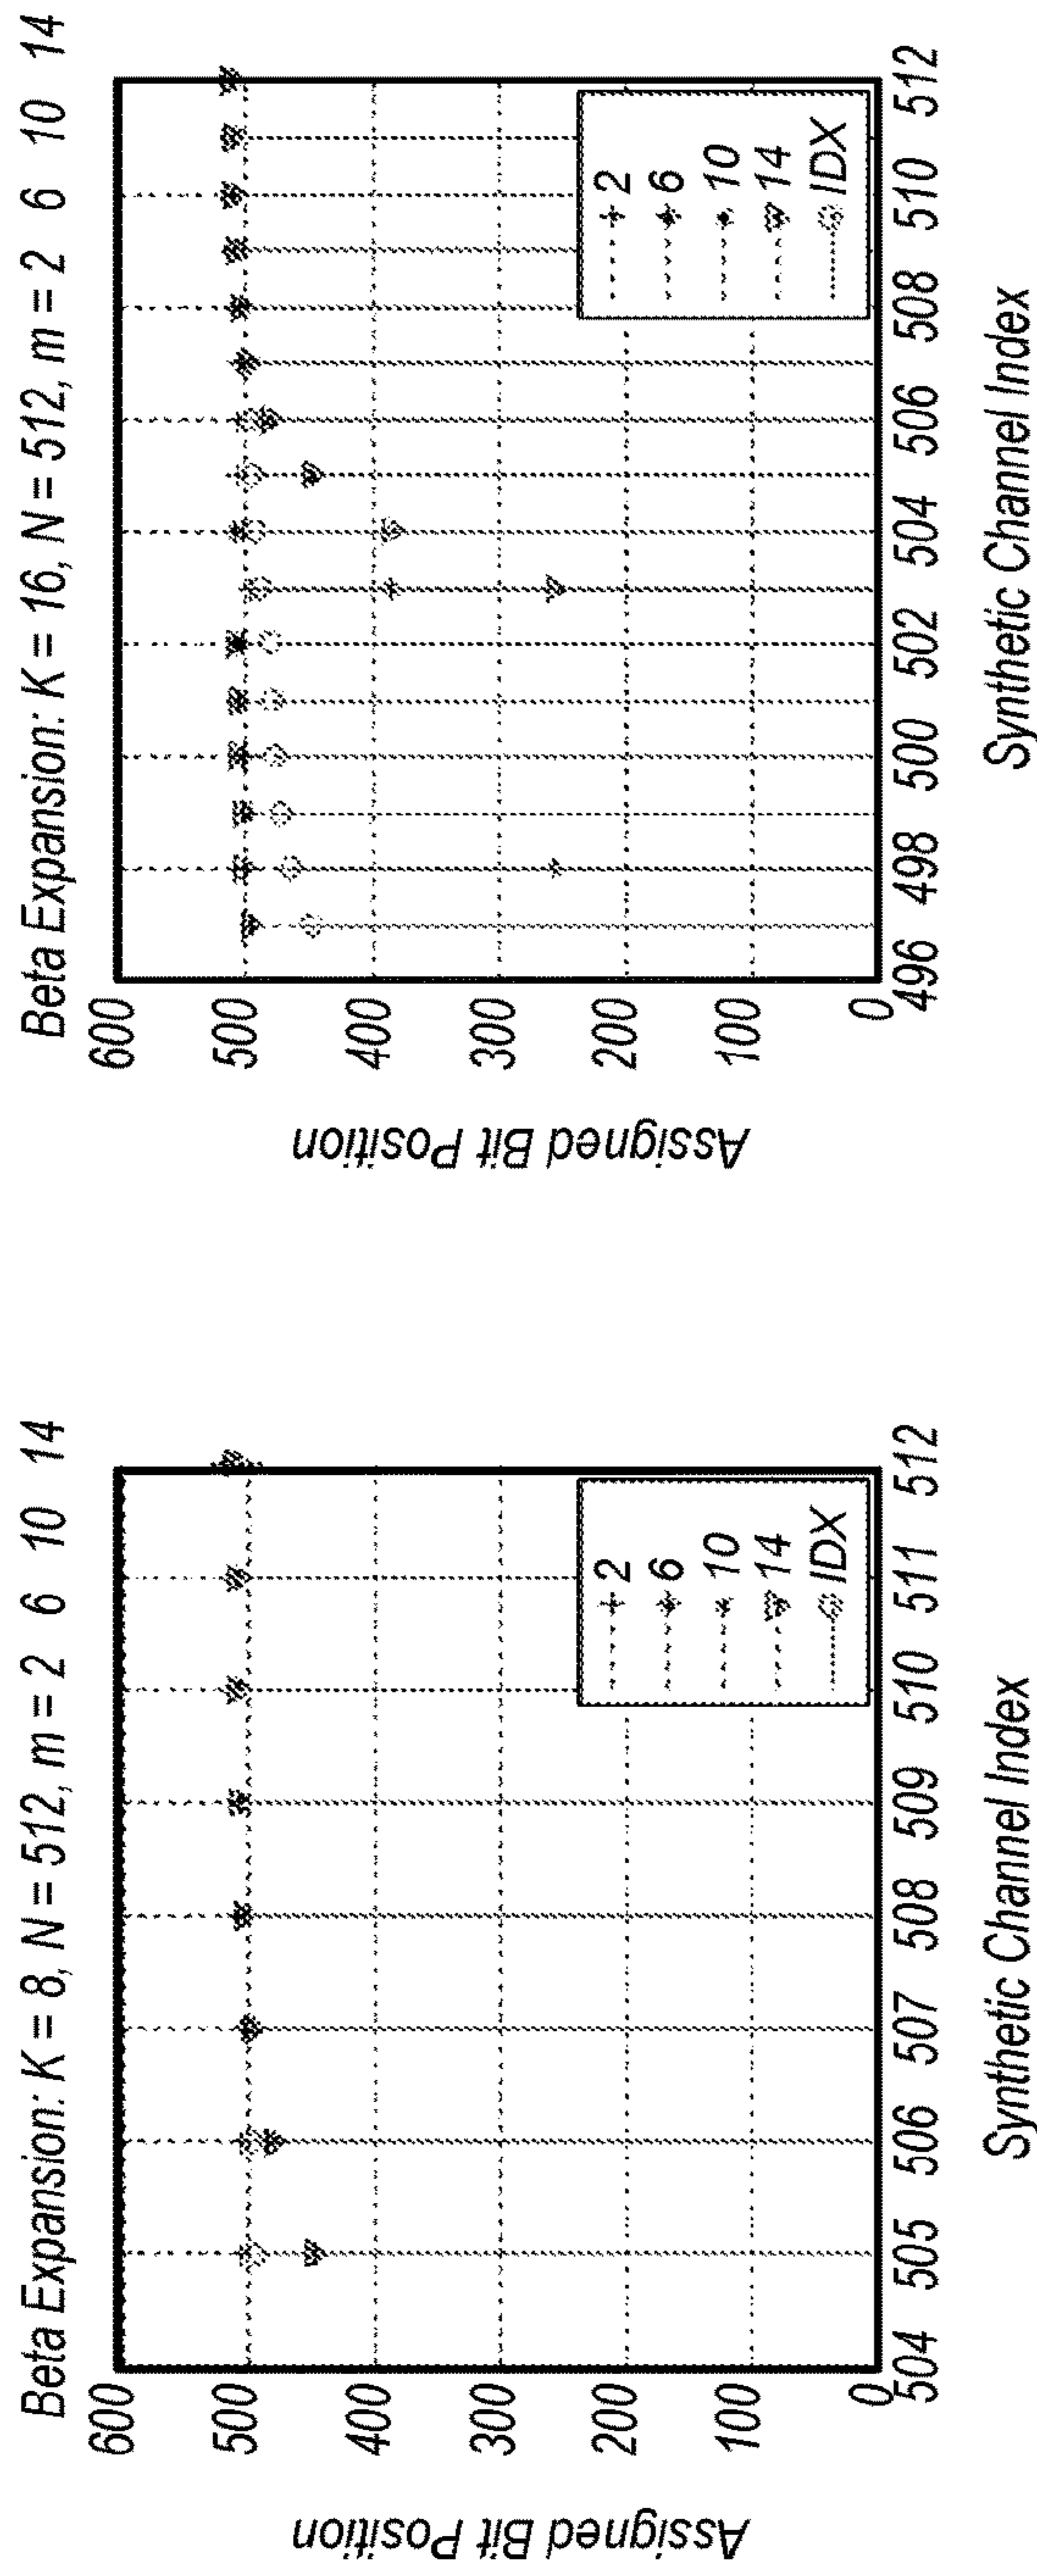 Beta Expansion: K = 8, N = 512, m = 2 6 10 14
Assigned Bit Position
600
500
400
300
200
100
0
504 505 506 507 508 509 510 511 512
Synthetic Channel Index
2
6
10
14
IDX
Beta Expansion: K = 16, N = 512, m = 2 6 10 14
Assigned Bit Position
600
500
400
300
200
100
0
496 498 500 502 504 506 508 510 512
Synthetic Channel Index
2
6
10
14
IDX